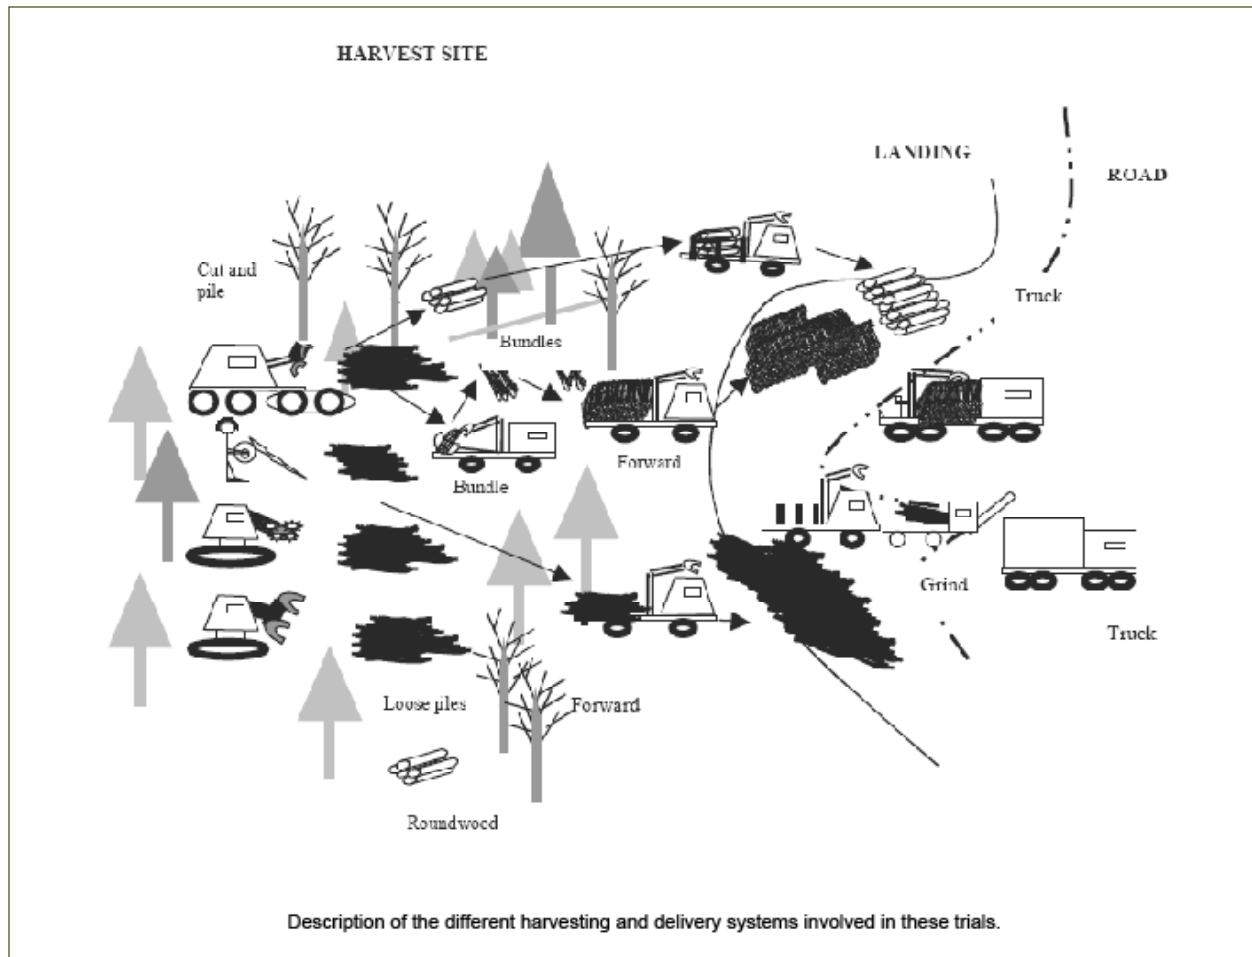 HARVEST SITE
LANDING
ROAD
Cut and
pile
Truck
Bundles
Forward
Bundle
Grind
Truck
Loose piles
Forward
Roundwood
Description of the different harvesting and delivery systems involved in these trials.